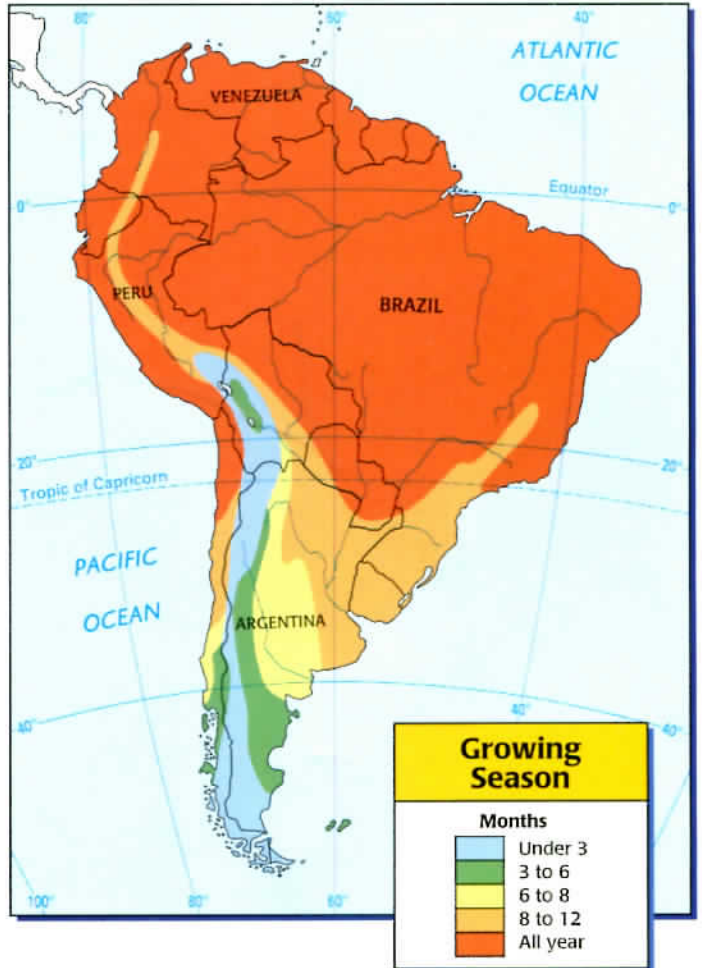 80°
60°
40°
ATLANTIC
OCEAN
VENEZUELA
Equator
0°
0°
PERU
BRAZIL
20°
20°
Tropic of Capricorn
PACIFIC
OCEAN
ARGENTINA
40°
40°
40°
100°
80°
60°
Growing
Season
Months
Under 3
3 to 6
6 to 8
8 to 12
All year